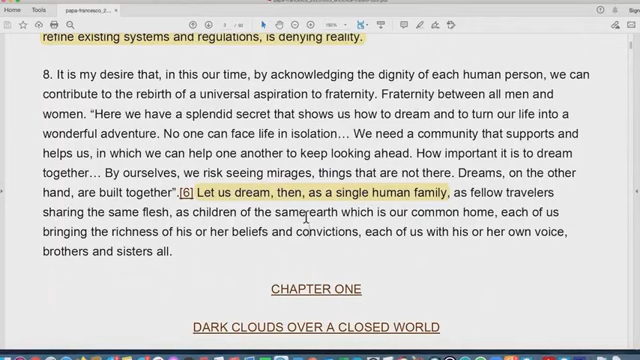 papa-francesco_2...
refine existing systems and regulations, is denying reality.
8. It is my desire that, in this our time, by acknowledging the dignity of each human person, we can
contribute to the rebirth of a universal aspiration to fraternity. Fraternity between all men and
women. “Here we have a splendid secret that shows us how to dream and to turn our life into a
wonderful adventure. No one can face life in isolation… We need a community that supports and
helps us, in which we can help one another to keep looking ahead. How important it is to dream
together… By ourselves, we risk seeing mirages, things that are not there. Dreams, on the other
hand, are built together”.[6] Let us dream, then, as a single human family, as fellow travelers
sharing the same flesh, as children of the same earth which is our common home, each of us
bringing the richness of his or her beliefs and convictions, each of us with his or her own voice,
brothers and sisters all.
CHAPTER ONE
DARK CLOUDS OVER A CLOSED WORLD